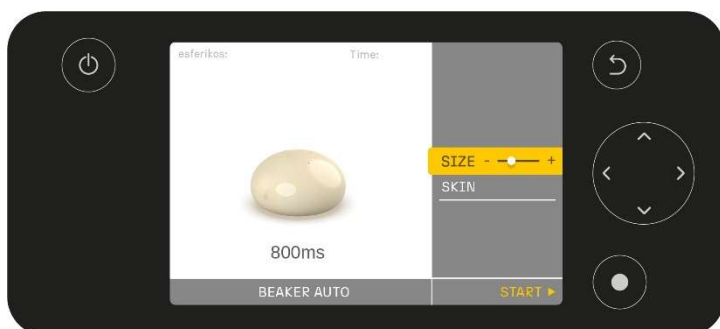 esferikos: Time:
SIZE - +
SKIN
800ms
BEAKER AUTO START